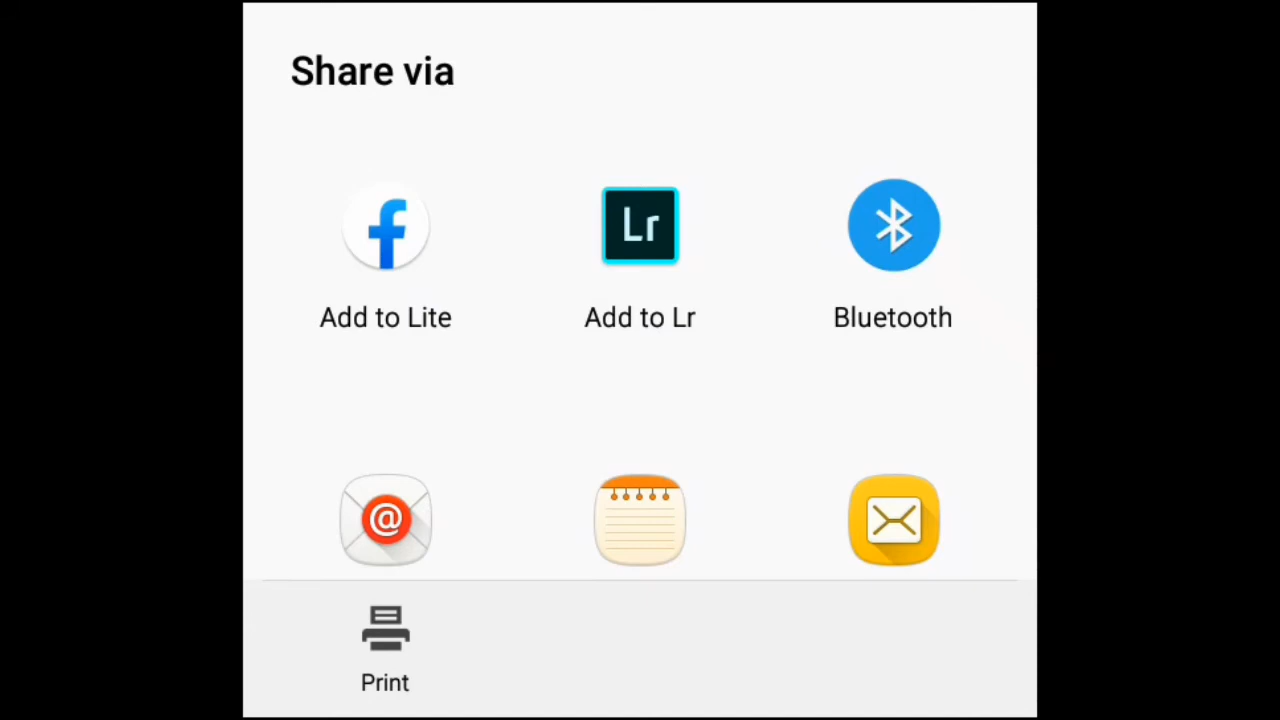 Share via
Lr
Add to Lite
Add to Lr
Bluetooth
@
Print